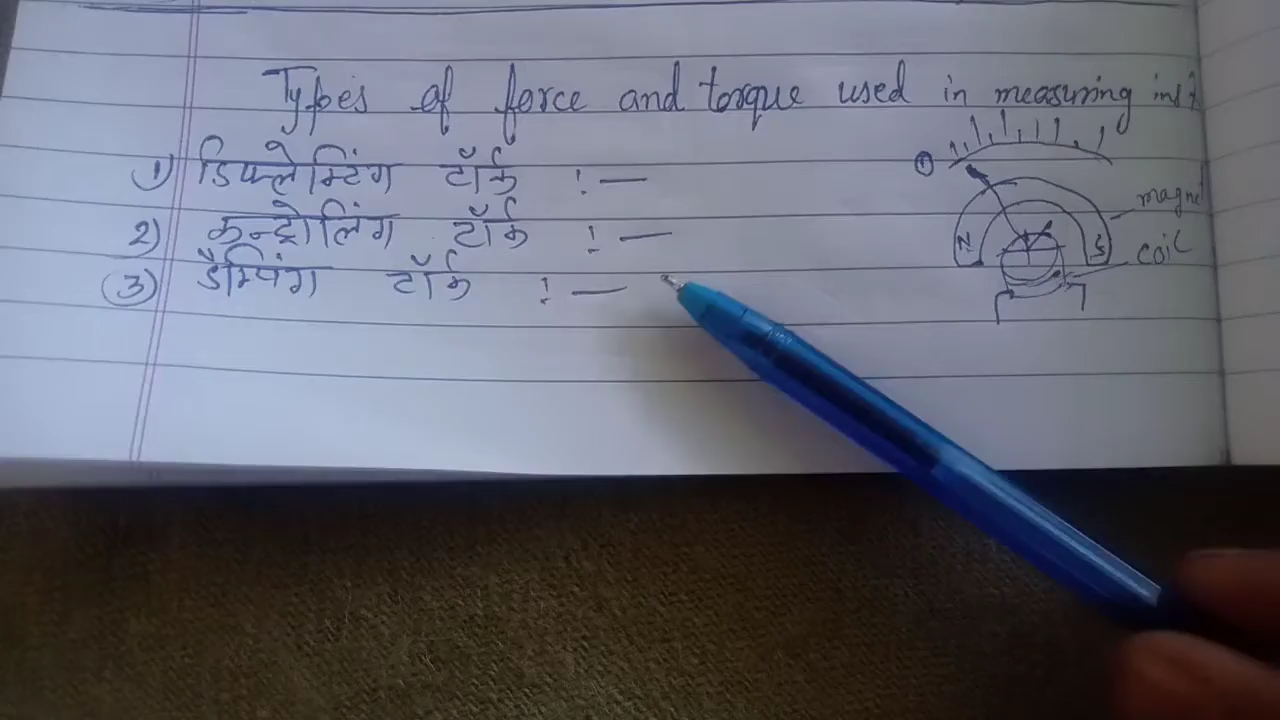 Types of force and torque used in measuring inst
1) डिफ्लेक्टिंग टॉर्क :—
2) कन्ट्रोलिंग टॉर्क :—
3) डैम्पिंग टॉर्क :—
magnet
N S
coil